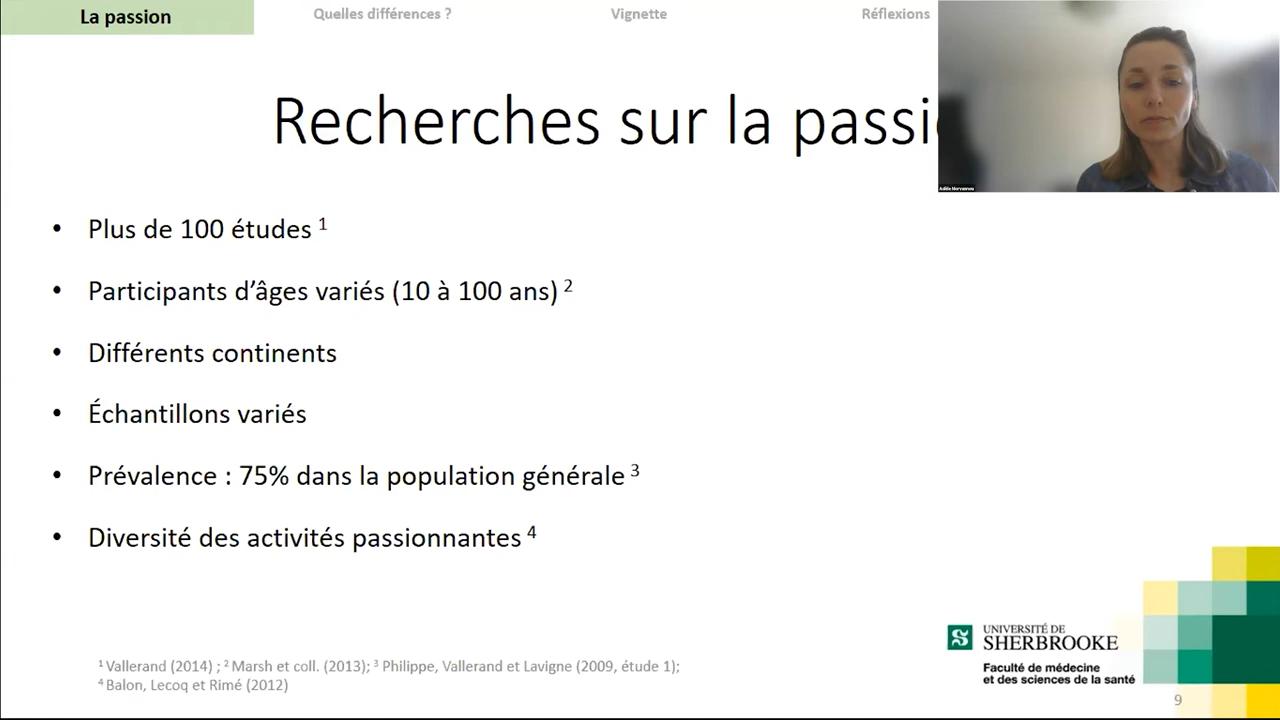 La passion
Quelles différences ?
Vignette
Réflexions
Recherches sur la passi
• Plus de 100 études 1
• Participants d'âges variés (10 à 100 ans) 2
• Différents continents
• Échantillons variés
• Prévalence : 75% dans la population générale 3
• Diversité des activités passionnantes 4
1 Vallerand (2014) ; 2 Marsh et coll. (2013); 3 Philippe, Vallerand et Lavigne (2009, étude 1);
4 Balon, Lecoq et Rimé (2012)
UNIVERSITÉ DE
SHERBROOKE
Faculté de médecine
et des sciences de la santé
9